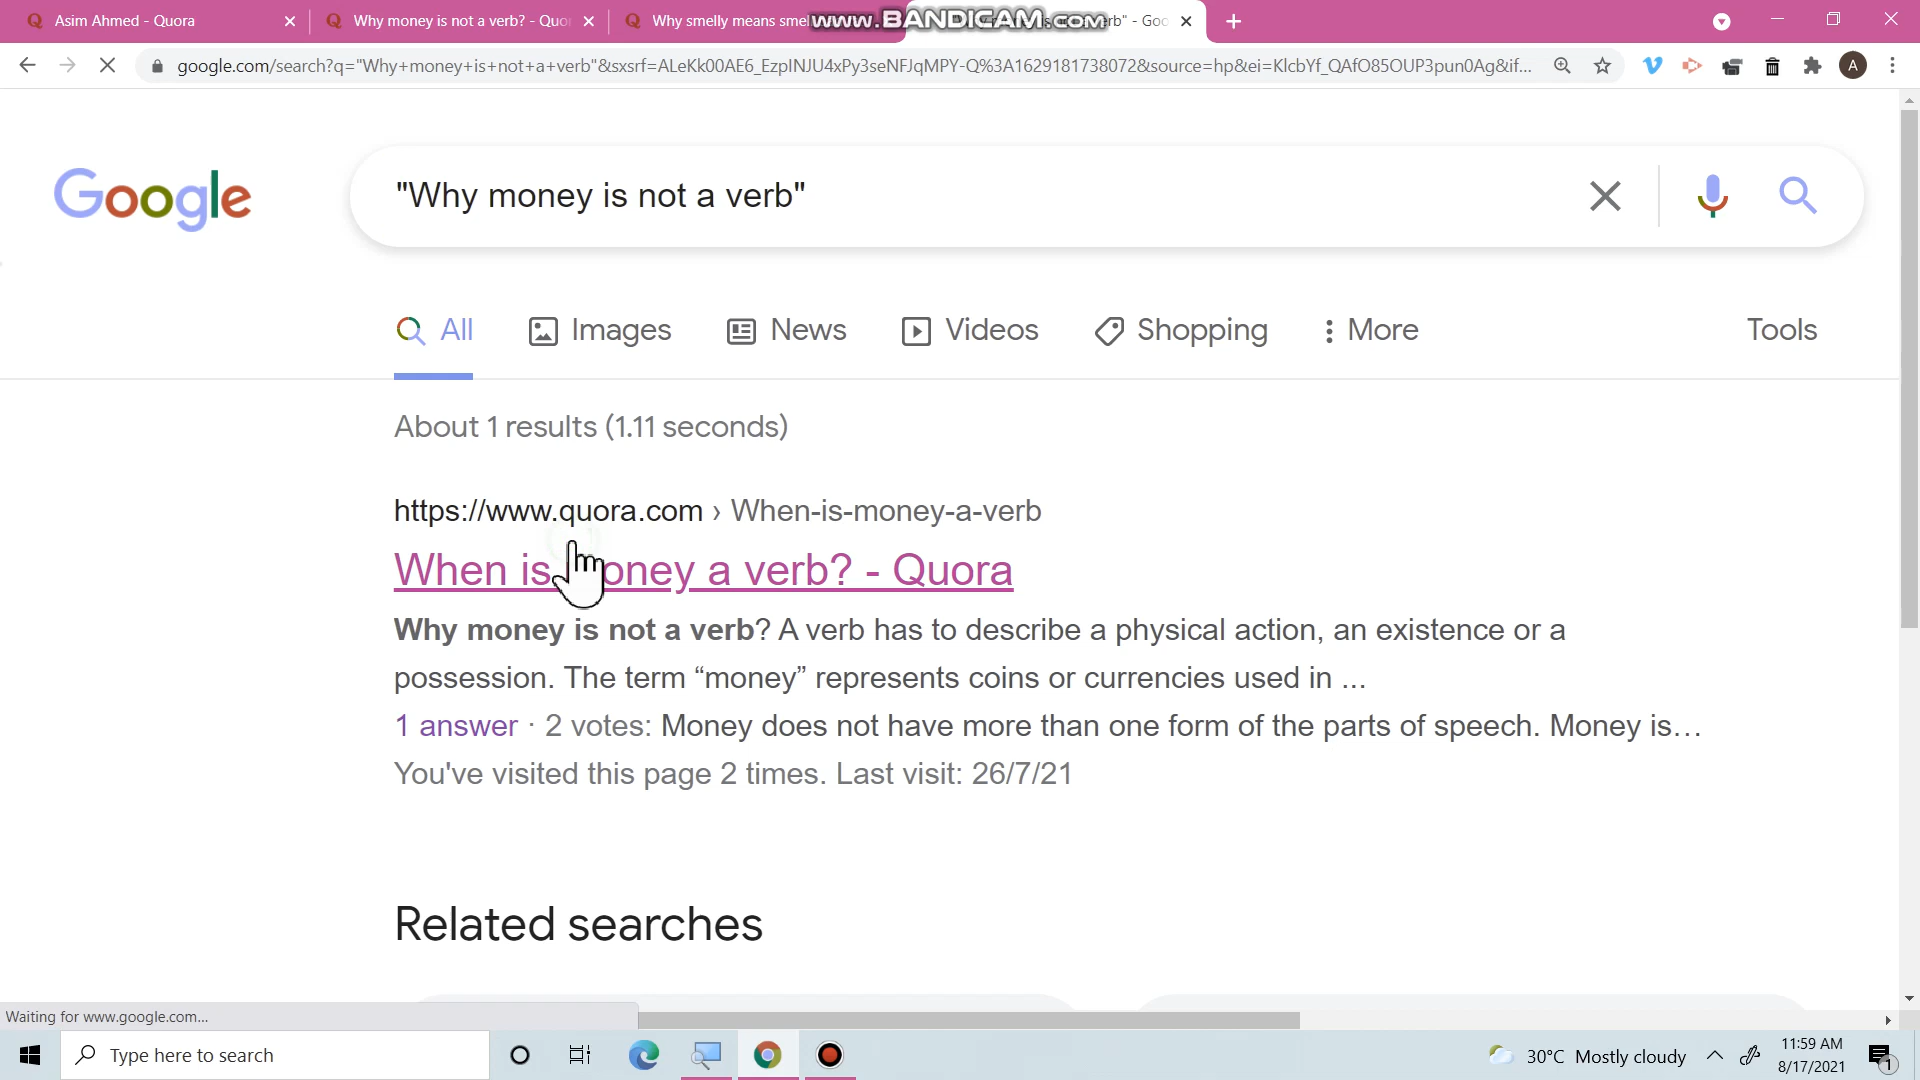 Asim Ahmed - Quora
Why money is not a verb? - Quo
Why smelly means smel
www.BANDICAM.com
google.com/search?q="Why+money+is+not+a+verb"&sxsrf=ALeKk00AE6_EzpINJU4xPy3seNFJqMPY-Q%3A1629181738072&source=hp&ei=KlcbYf_QAfO85OUP3pun0Ag&if...
A
Google
"Why money is not a verb"
All
Images
News
Videos
Shopping
More
Tools
About 1 results (1.11 seconds)
https://www.quora.com › When-is-money-a-verb
When is money a verb? - Quora
Why money is not a verb? A verb has to describe a physical action, an existence or a
possession. The term “money” represents coins or currencies used in ...
1 answer · 2 votes: Money does not have more than one form of the parts of speech. Money is...
You've visited this page 2 times. Last visit: 26/7/21
Related searches
Waiting for www.google.com...
Type here to search
30°C Mostly cloudy
11:59 AM
8/17/2021
1